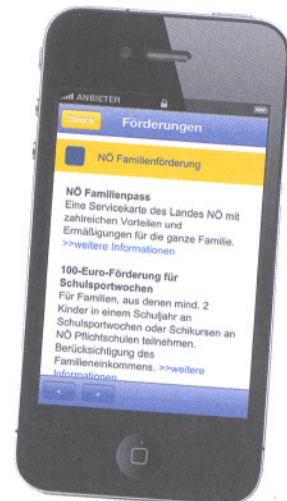 ANBIETER
Zurück
Förderungen
NÖ Familienförderung
NÖ Familienpass
Eine Servicekarte des Landes NÖ mit
zahlreichen Vorteilen und
Ermäßigungen für die ganze Familie.
>>weitere Informationen
100-Euro-Förderung für
Schulsportwochen
Für Familien, aus denen mind. 2
Kinder in einem Schuljahr an
Schulsportwochen oder Schikursen an
NÖ Pflichtschulen teilnehmen.
Berücksichtigung des
Familieneinkommens. >>weitere
Informationen